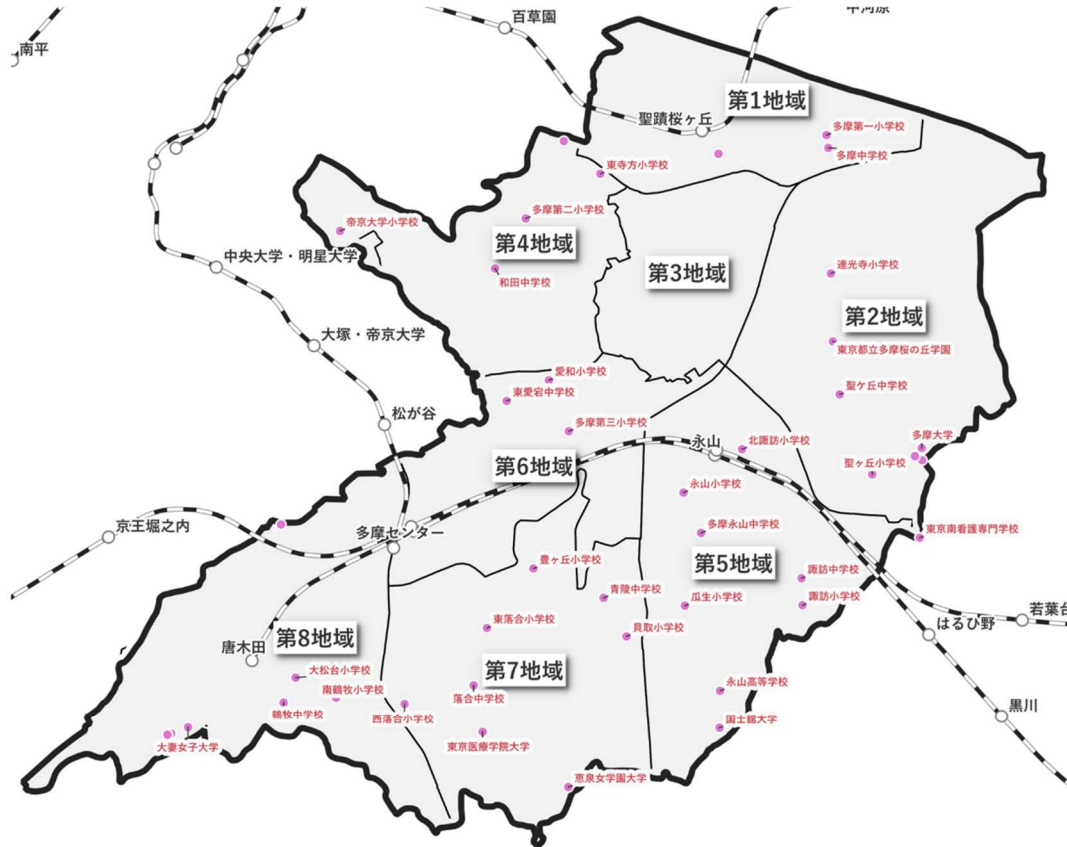 百草園
中河原
南平
第1地域
聖蹟桜ヶ丘
多摩第一小学校
多摩中学校
東寺方小学校
帝京大学小学校
多摩第二小学校
第4地域
中央大学・明星大学
第3地域
連光寺小学校
和田中学校
第2地域
大塚・帝京大学
東京都立多摩桜の丘学園
愛和小学校
聖ケ丘中学校
東愛宕中学校
松が谷
多摩第三小学校
多摩大学
永山
北諏訪小学校
第6地域
聖ヶ丘小学校
永山小学校
京王堀之内
多摩センター
多摩永山中学校
東京南看護専門学校
豊ヶ丘小学校
第5地域
諏訪中学校
青陵中学校
瓜生小学校
諏訪小学校
若葉台
東落合小学校
貝取小学校
はるひ野
第8地域
唐木田
大松台小学校
第7地域
南鶴牧小学校
永山高等学校
落合中学校
鶴牧中学校
西落合小学校
黒川
国士舘大学
大妻女子大学
東京医療学院大学
恵泉女学園大学